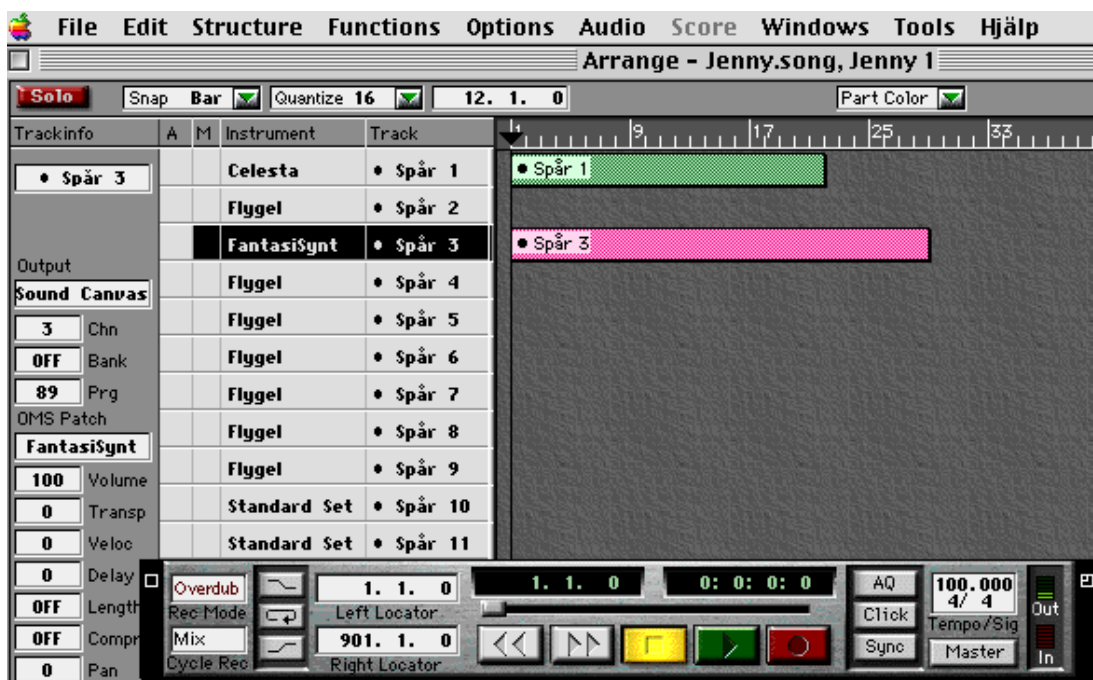 File Edit Structure Functions Options Audio Score Windows Tools Hjälp
Arrange - Jenny.song, Jenny 1
Solo Snap Bar Quantize 16 12. 1. 0 Part Color
Trackinfo A M Instrument Track 1 9 17 25 33
• Spår 3
Celesta • Spår 1 • Spår 1
Flygel • Spår 2
FantasiSynt • Spår 3 • Spår 3
Output
Sound Canvas
Flygel • Spår 4
3 Chn
Flygel • Spår 5
OFF Bank
Flygel • Spår 6
89 Prg
Flygel • Spår 7
OMS Patch
Flygel • Spår 8
FantasiSynt
Flygel • Spår 9
100 Volume
Standard Set • Spår 10
0 Transp
Standard Set • Spår 11
0 Veloc
0 Delay
OFF Length
OFF Compr
0 Pan
Overdub
Rec Mode
Mix
Cycle Rec
1. 1. 0
Left Locator
901. 1. 0
Right Locator
1. 1. 0 0: 0: 0: 0
AQ
Click
Sync
100.000
4/ 4
Tempo/Sig
Master
Out
In